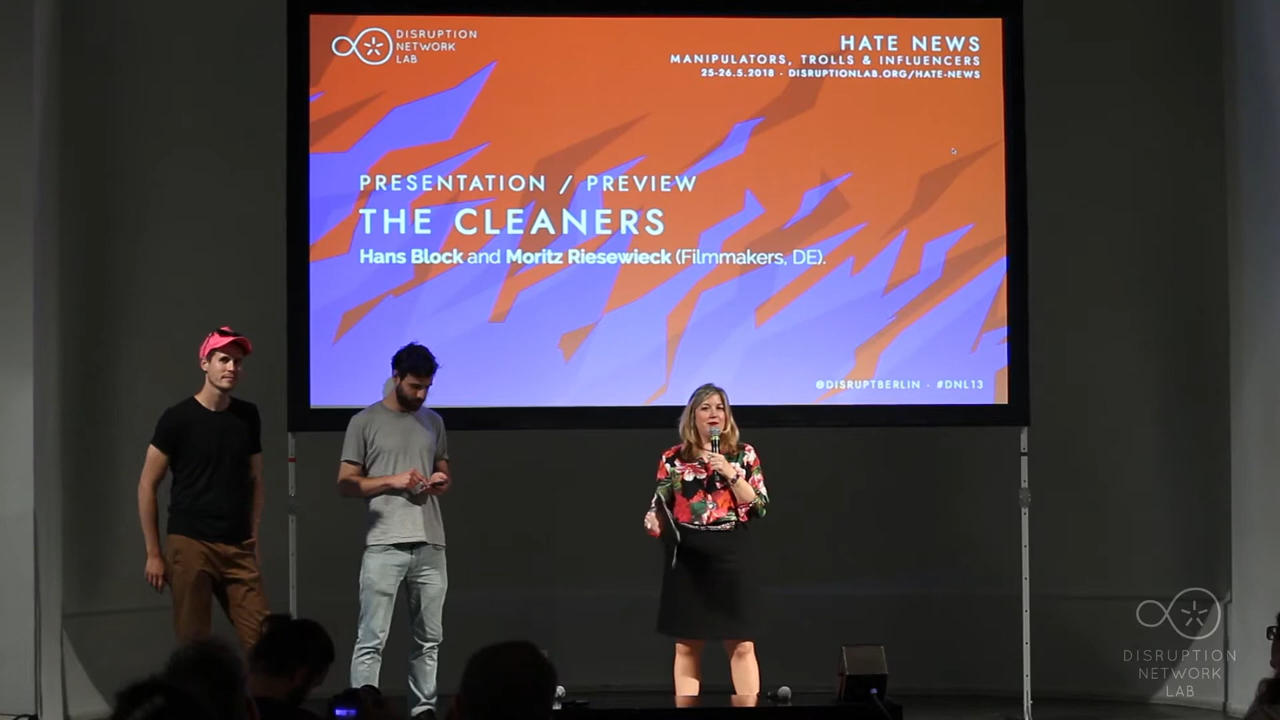 DISRUPTION
NETWORK
LAB
HATE NEWS
MANIPULATORS, TROLLS & INFLUENCERS
25-26.5.2018 · DISRUPTIONLAB.ORG/HATE-NEWS
PRESENTATION / PREVIEW
THE CLEANERS
Hans Block and Moritz Riesewieck (Filmmakers, DE).
@DISRUPTBERLIN · #DNL13
DISRUPTION
NETWORK
LAB